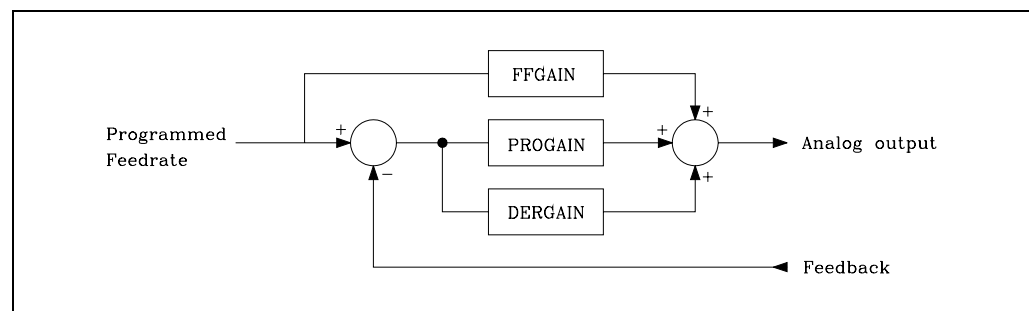 FFGAIN
+
Programmed
Feedrate
+
−
PROGAIN
+
Analog output
+
DERGAIN
Feedback